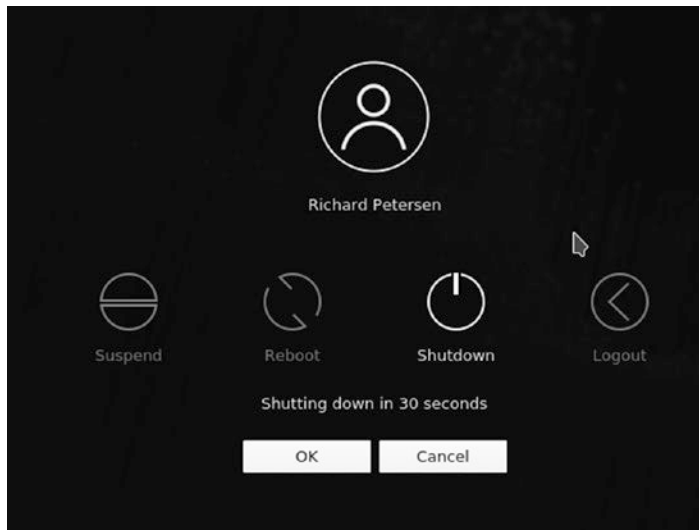 Richard Petersen
Suspend
Reboot
Shutdown
Logout
Shutting down in 30 seconds
OK
Cancel